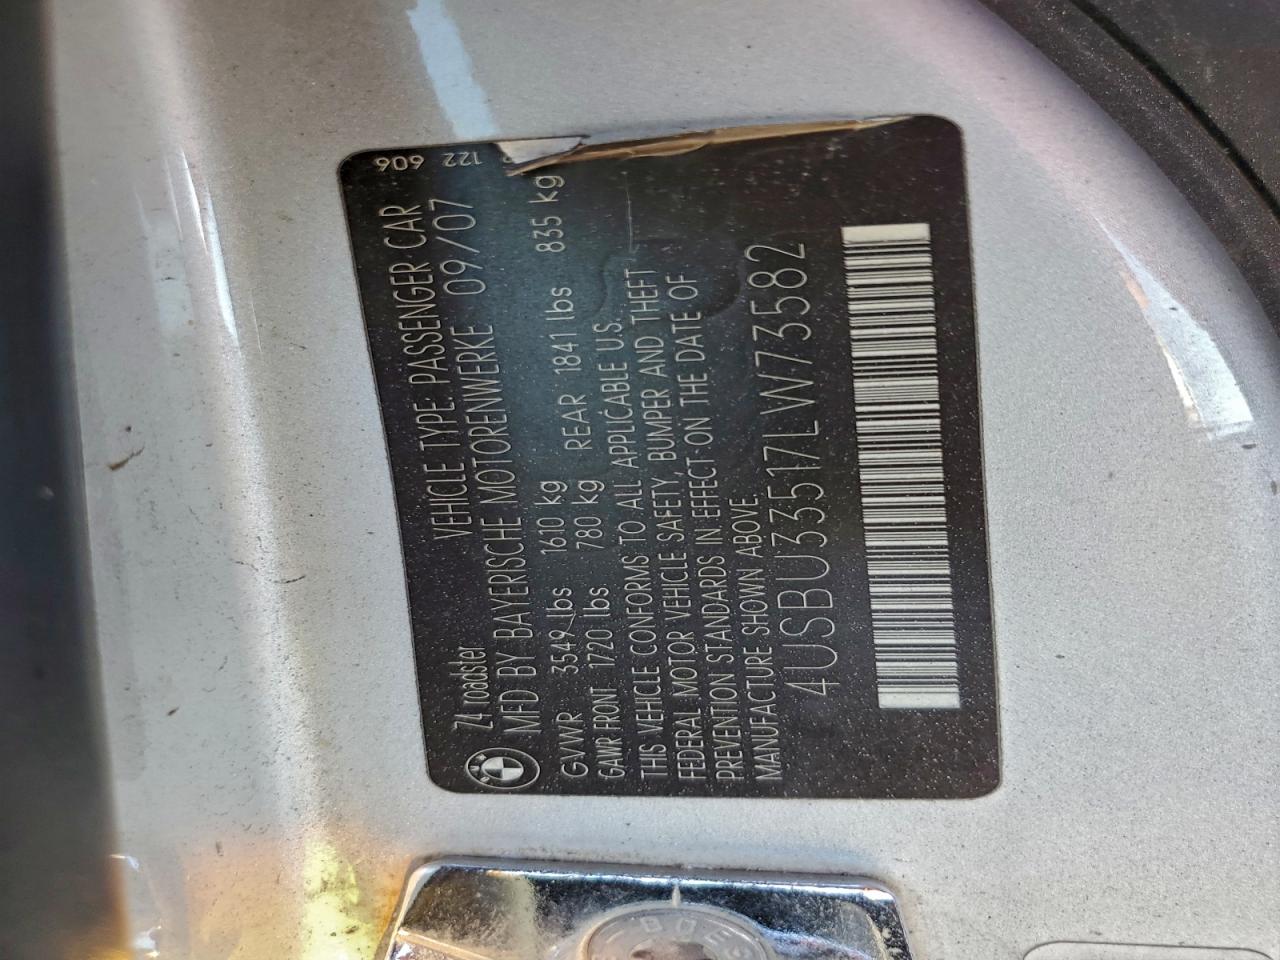 Z4 roadster VEHICLE TYPE: PASSENGER CAR
MFD BY BAYERISCHE MOTORENWERKE 09/07
GVWR 3549 lbs 1610 kg
GAWR FRONT 1720 lbs 780 kg REAR 1841 lbs 835 kg
THIS VEHICLE CONFORMS TO ALL APPLICABLE U.S.
FEDERAL MOTOR VEHICLE SAFETY, BUMPER AND THEFT
PREVENTION STANDARDS IN EFFECT ON THE DATE OF
MANUFACTURE SHOWN ABOVE.
4USBU33517LW73582
606 122